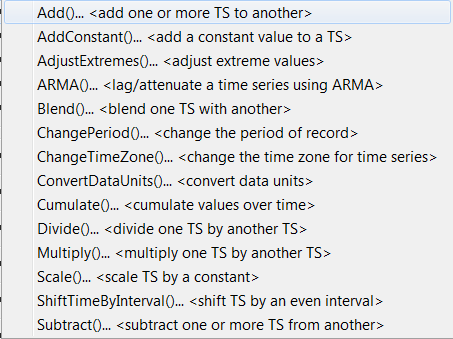 Add()... <add one or more TS to another>
AddConstant()... <add a constant value to a TS>
AdjustExtremes()... <adjust extreme values>
ARMA()... <lag/attenuate a time series using ARMA>
Blend()... <blend one TS with another>
ChangePeriod()... <change the period of record>
ChangeTimeZone()... <change the time zone for time series>
ConvertDataUnits()... <convert data units>
Cumulate()... <cumulate values over time>
Divide()... <divide one TS by another TS>
Multiply()... <multiply one TS by another TS>
Scale()... <scale TS by a constant>
ShiftTimeByInterval()... <shift TS by an even interval>
Subtract()... <subtract one or more TS from another>